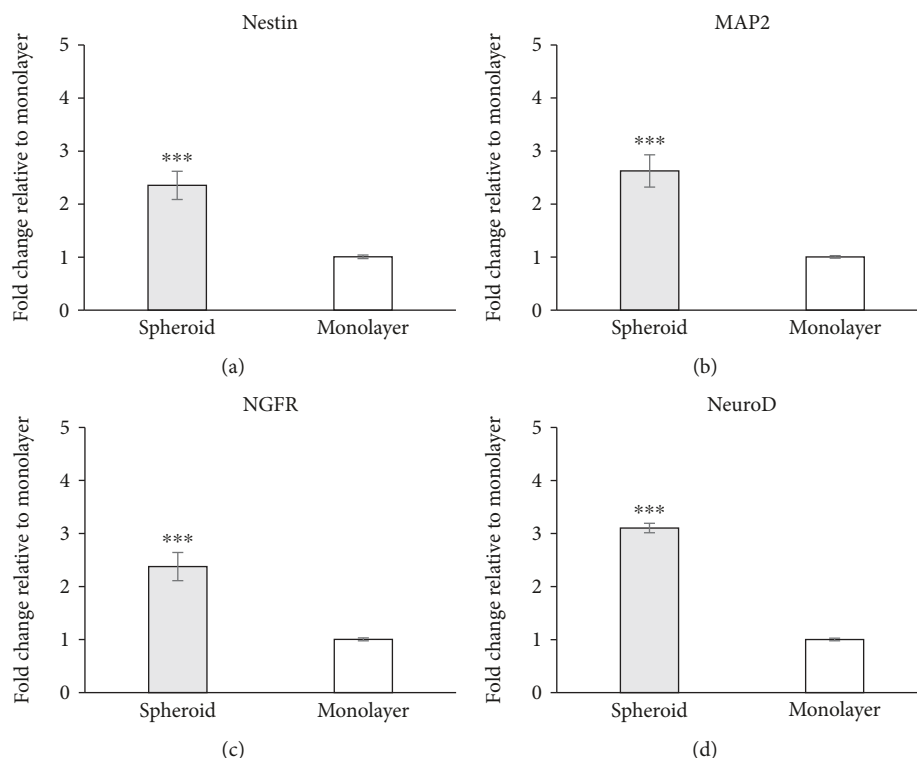 Nestin
Fold change relative to monolayer
5
4
3
2
1
0
***
Spheroid
Monolayer
(a)
MAP2
Fold change relative to monolayer
5
4
3
2
1
0
***
Spheroid
Monolayer
(b)
NGFR
Fold change relative to monolayer
5
4
3
2
1
0
***
Spheroid
Monolayer
(c)
NeuroD
Fold change relative to monolayer
5
4
3
2
1
0
***
Spheroid
Monolayer
(d)